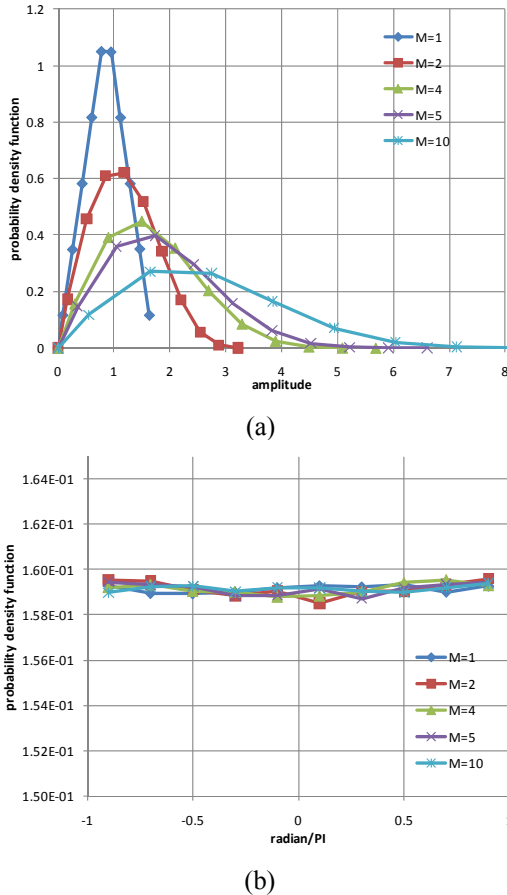 1.2
1
0.8
0.6
0.4
0.2
0
probability density function
M=1
M=2
M=4
M=5
M=10
0 1 2 3 4 5 6 7 8
amplitude
(a)
1.64E-01
1.62E-01
1.60E-01
1.58E-01
1.56E-01
1.54E-01
1.52E-01
1.50E-01
probability density function
M=1
M=2
M=4
M=5
M=10
-1 -0.5 0 0.5 1
radian/PI
(b)